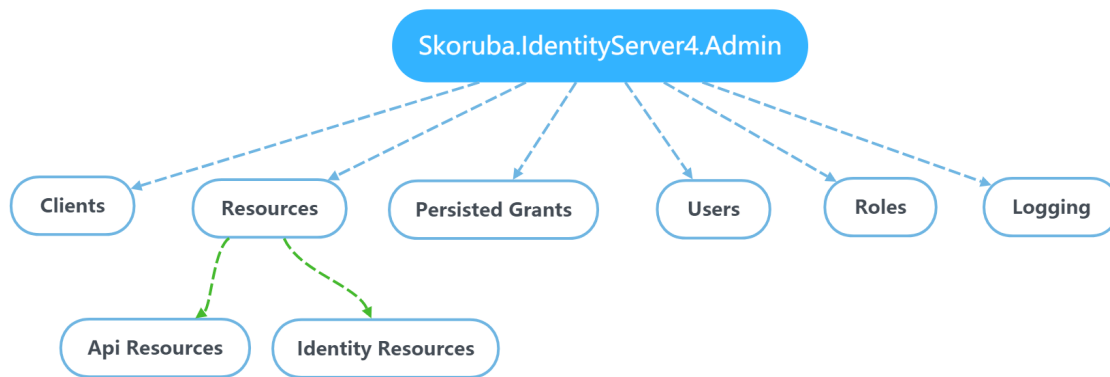 Skoruba.IdentityServer4.Admin
Clients
Resources
Persisted Grants
Users
Roles
Logging
Api Resources
Identity Resources